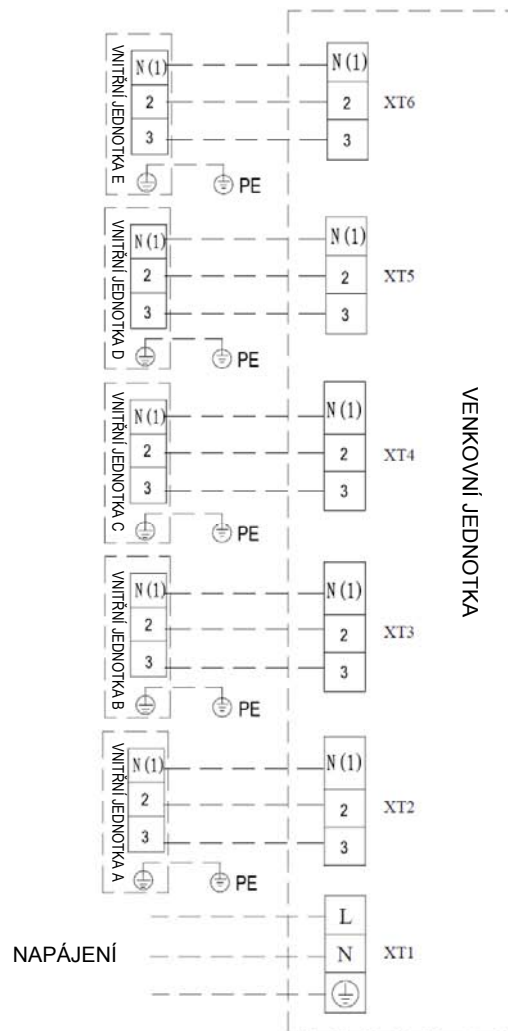 VNITŘNÍ JEDNOTKA E
N(1)
2
3
PE
N(1)
2
3
XT6
VNITŘNÍ JEDNOTKA D
N(1)
2
3
PE
N(1)
2
3
XT5
VNITŘNÍ JEDNOTKA C
N(1)
2
3
PE
N(1)
2
3
XT4
VENKOVNÍ JEDNOTKA
VNITŘNÍ JEDNOTKA B
N(1)
2
3
PE
N(1)
2
3
XT3
VNITŘNÍ JEDNOTKA A
N(1)
2
3
PE
N(1)
2
3
XT2
NAPÁJENÍ
L
N
XT1